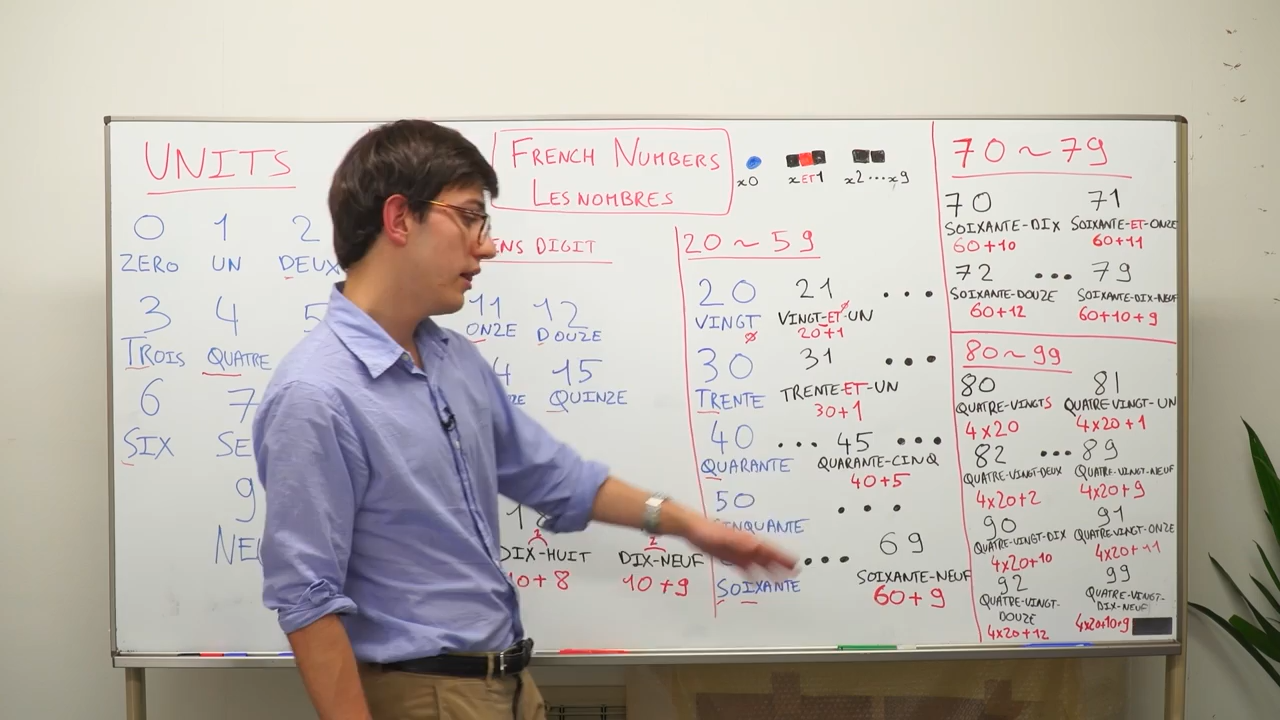 UNITS
0 1 2
ZERO UN DEUX
3 4 5
TROIS QUATRE
6 7
SIX SE
9
NEU
FRENCH NUMBERS
LES NOMBRES
x0 xET1 x2...x9
ENS DIGIT
11 12
ONZE DOUZE
4 15
RE QUINZE
18
DIX-HUIT DIX-NEUF
10+8 10+9
20 ~ 59
20 21 ...
VINGT VINGT-ET-UN
20+1
30 31 ...
TRENTE TRENTE-ET-UN
30+1
40 ... 45 ...
QUARANTE QUARANTE-CINQ
40+5
50 ...
CINQUANTE
... 69
SOIXANTE SOIXANTE-NEUF
60+9
70 ~ 79
70 71
SOIXANTE-DIX SOIXANTE-ET-ONZE
60+10 60+11
72 ... 79
SOIXANTE-DOUZE SOIXANTE-DIX-NEUF
60+12 60+10+9
80 ~ 99
80 81
QUATRE-VINGTS QUATRE-VINGT-UN
4x20 4x20+1
82 ... 89
QUATRE-VINGT-DEUX QUATRE-VINGT-NEUF
4x20+2 4x20+9
90 91
QUATRE-VINGT-DIX QUATRE-VINGT-ONZE
4x20+10 4x20+11
92 99
QUATRE-VINGT-DOUZE QUATRE-VINGT-DIX-NEUF
4x20+12 4x20+10+9